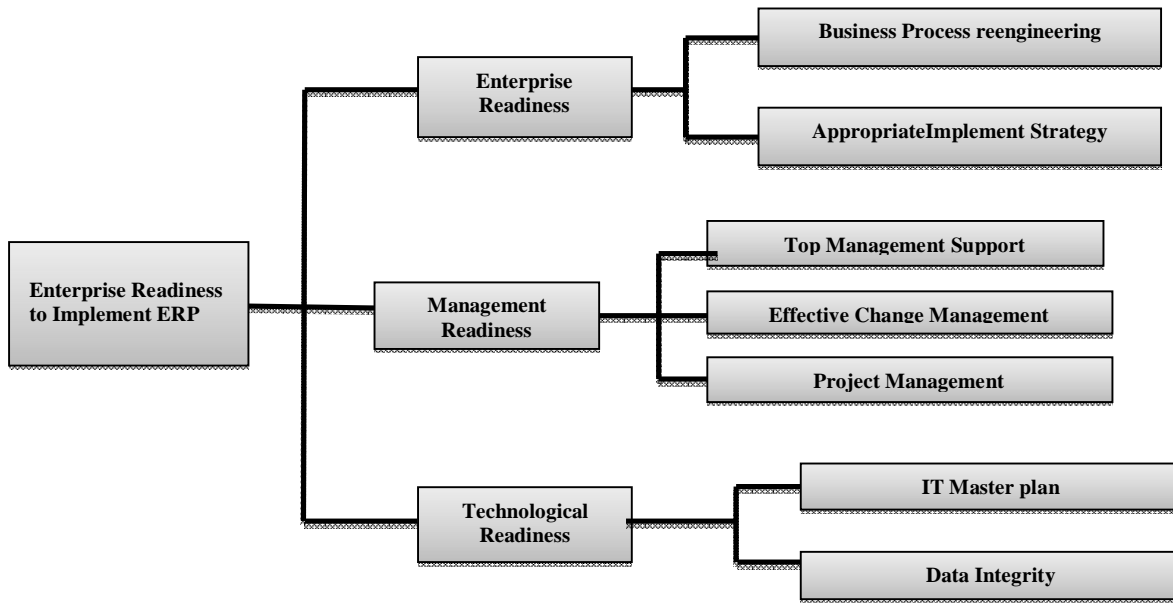 Business Process reengineering
Enterprise
Readiness
AppropriateImplement Strategy
Top Management Support
Enterprise Readiness
to Implement ERP
Management
Readiness
Effective Change Management
Project Management
IT Master plan
Technological
Readiness
Data Integrity